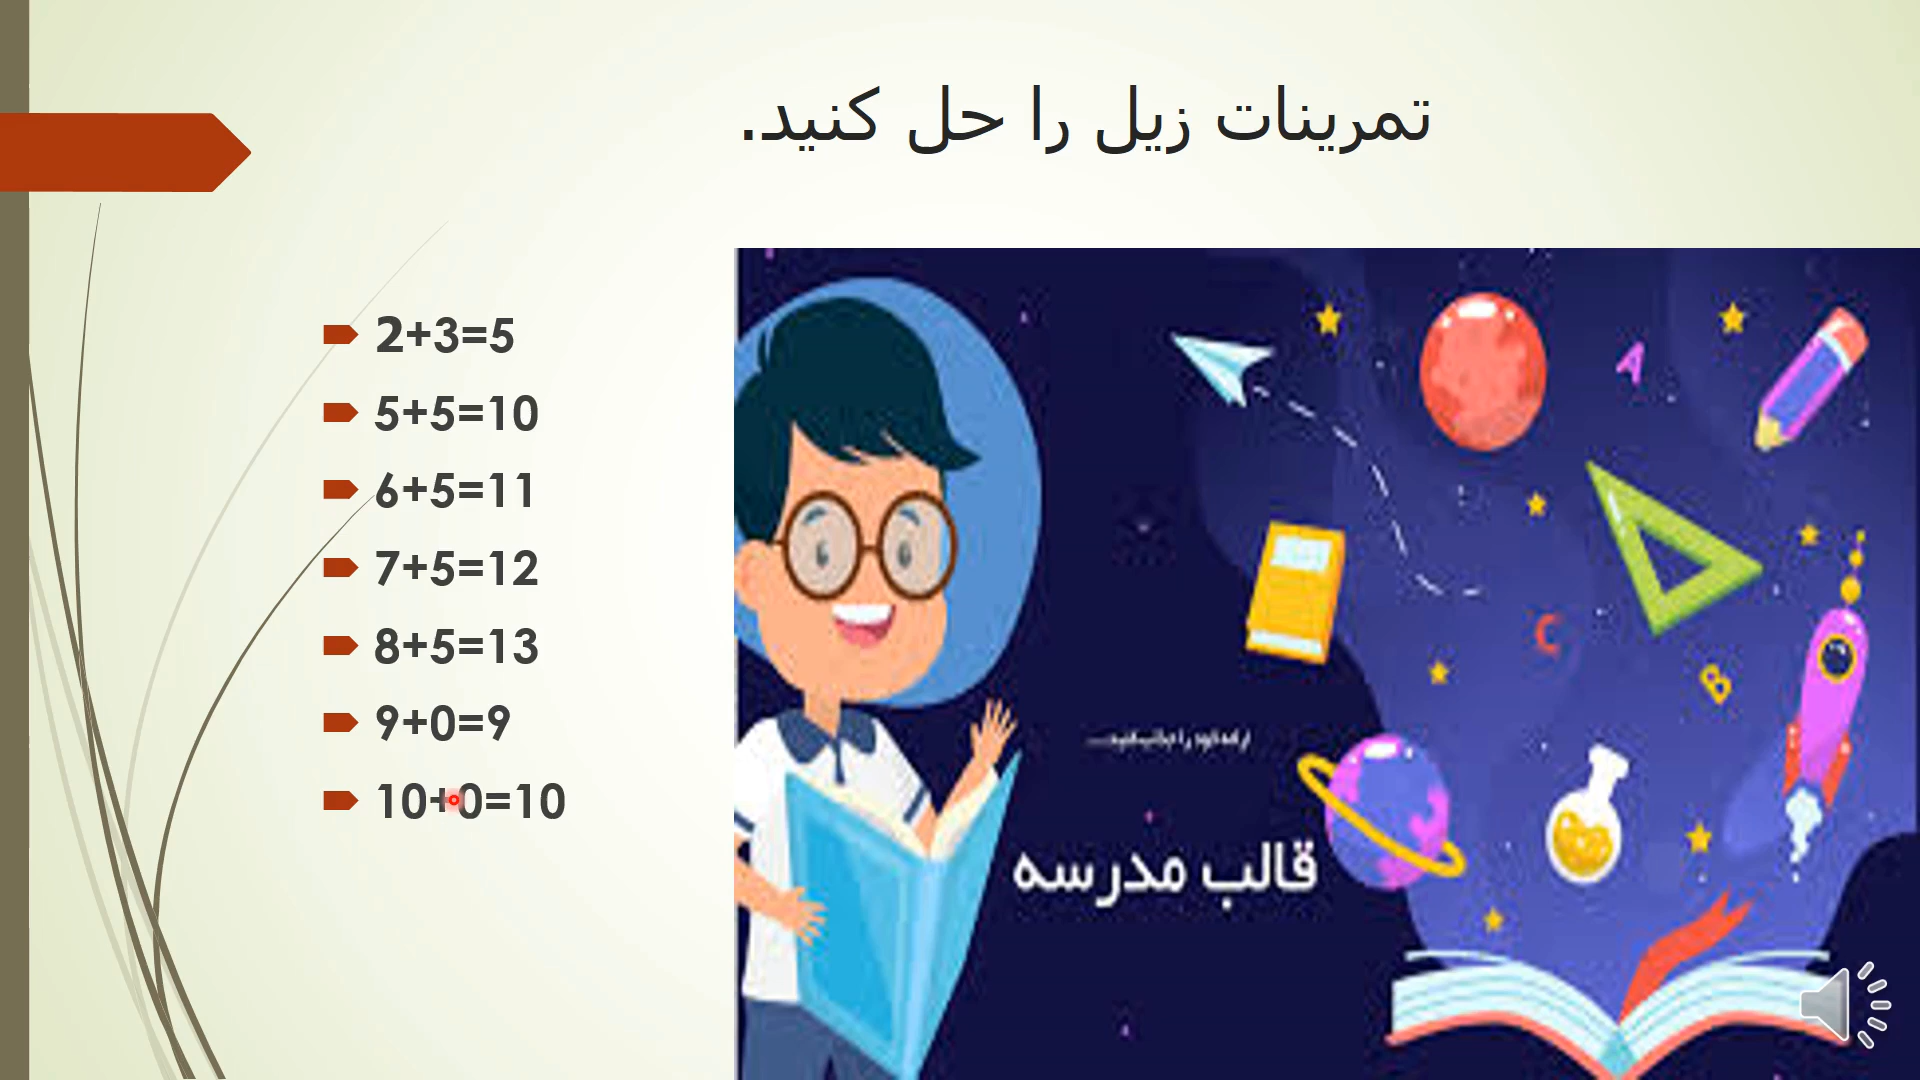 تمرینات زیل را حل کنید.
2+3=5
5+5=10
6+5=11
7+5=12
8+5=13
9+0=9
10+0=10
A
C
B
قالب مدرسه